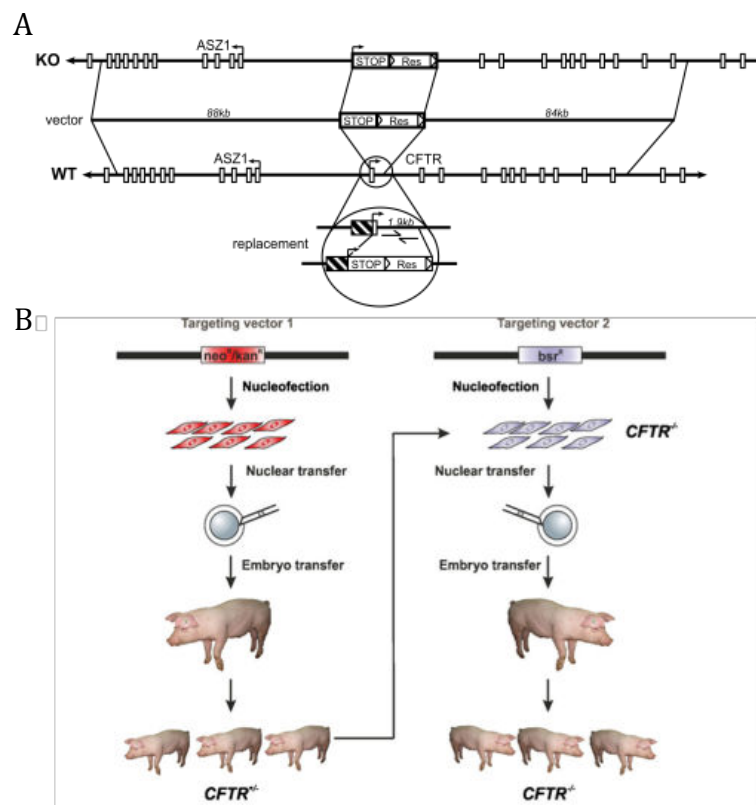 A
ASZ1
KO
STOP Res
vector
88kb
STOP Res
84kb
ASZ1
CFTR
WT
1.9kb
replacement
STOP Res
B
Targeting vector 1
Targeting vector 2
neoR/kanR
bsrR
Nucleofection
Nucleofection
CFTR-/-
Nuclear transfer
Nuclear transfer
Embryo transfer
Embryo transfer
CFTR+/-
CFTR-/-